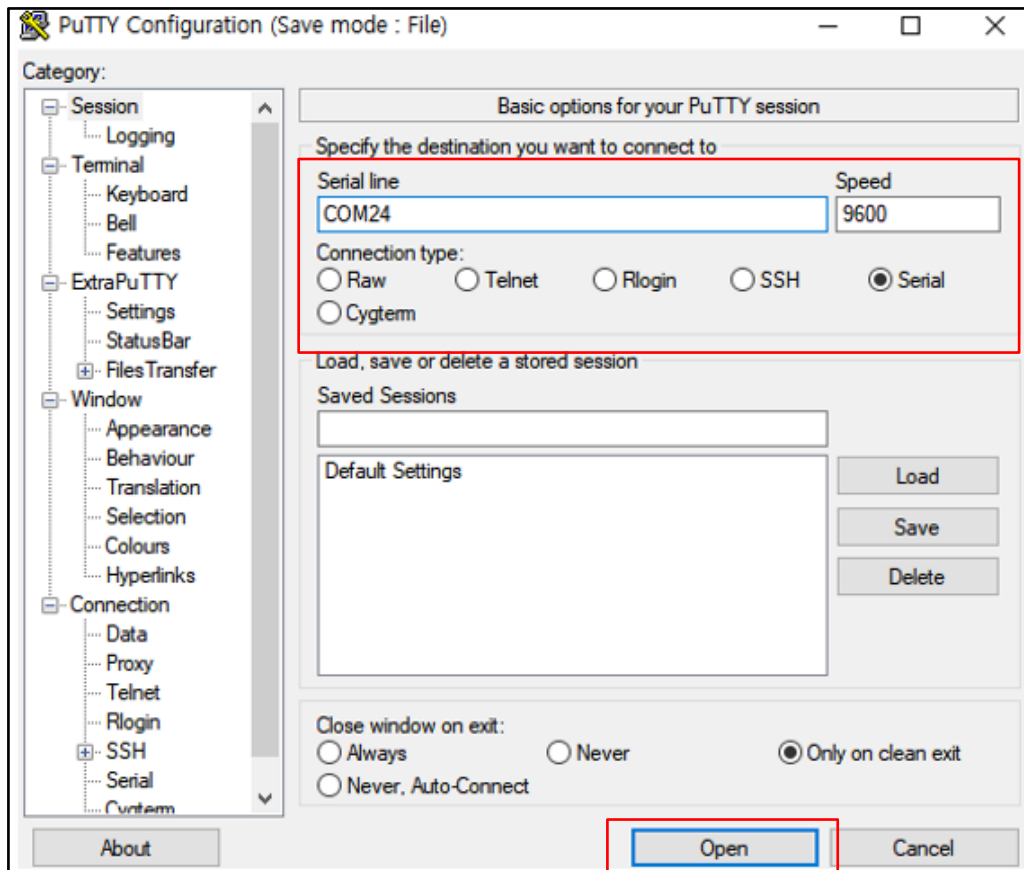 PuTTY Configuration (Save mode : File)
Category:
Session
Logging
Terminal
Keyboard
Bell
Features
ExtraPuTTY
Settings
StatusBar
FilesTransfer
Window
Appearance
Behaviour
Translation
Selection
Colours
Hyperlinks
Connection
Data
Proxy
Telnet
Rlogin
SSH
Serial
Cygterm
Basic options for your PuTTY session
Specify the destination you want to connect to
Serial line Speed
COM24 9600
Connection type:
Raw Telnet Rlogin SSH Serial
Cygterm
Load, save or delete a stored session
Saved Sessions
Default Settings
Load
Save
Delete
Close window on exit:
Always Never Only on clean exit
Never, Auto-Connect
About Open Cancel